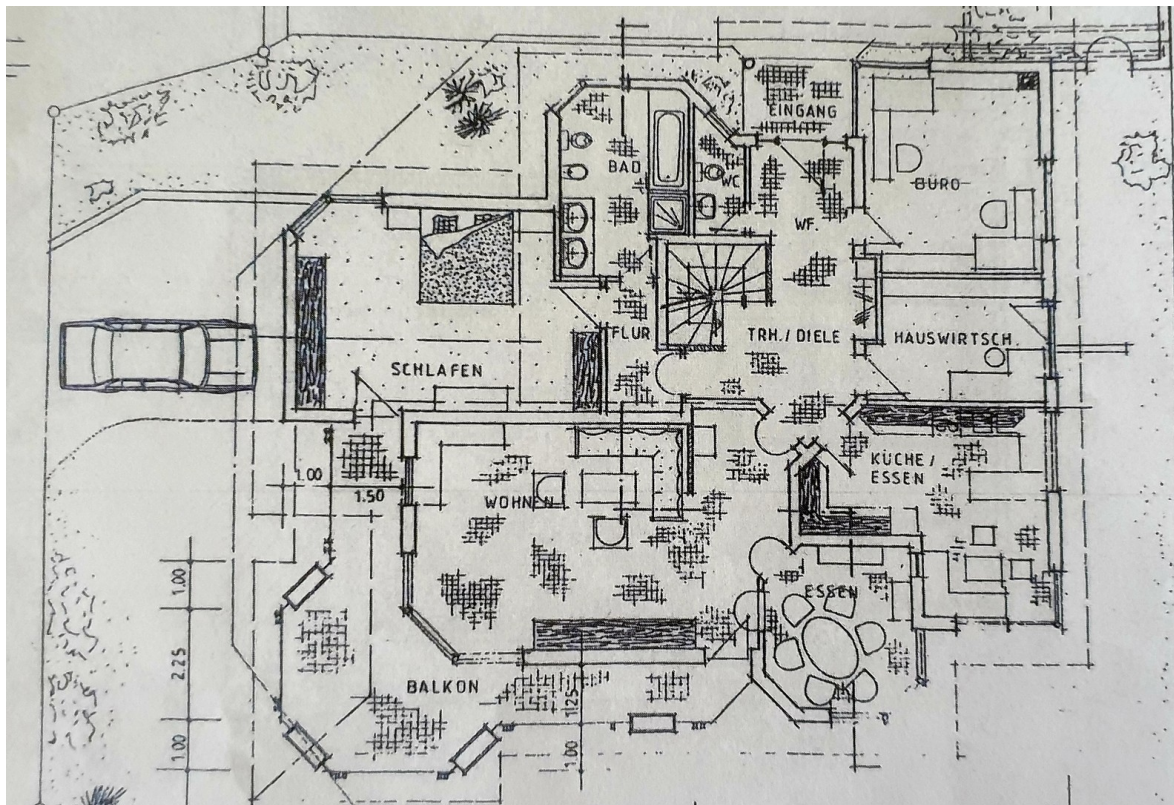 EINGANG
BAD
WC
BÜRO
WF.
FLUR
TRH./ DIELE
HAUSWIRTSCH.
SCHLAFEN
KÜCHE/
ESSEN
1.00
1.50
WOHNEN
1.00
ESSEN
2.25
BALKON
1.25
1.00
1.00